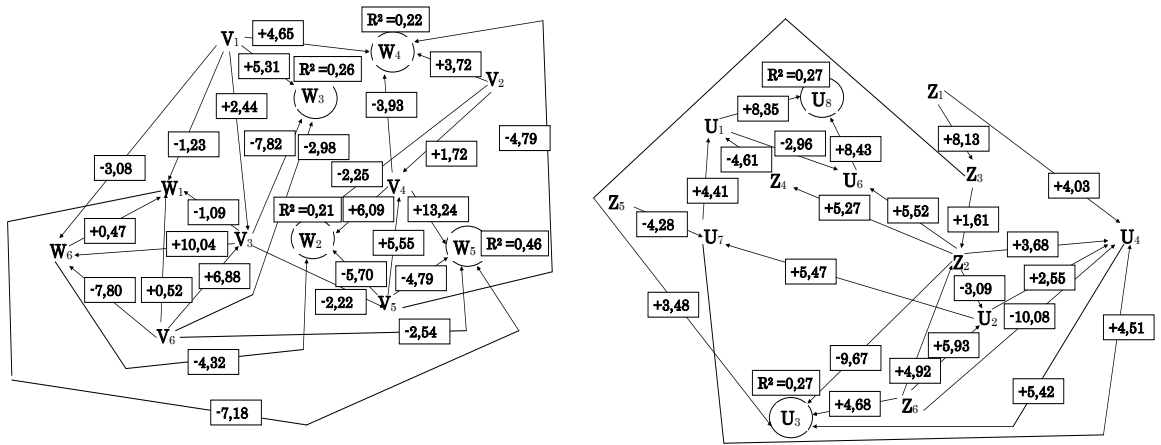 R² =0,22
V₁
+4,65
W₄
+5,31
R² =0,26
+3,72
V₂
W₃
+2,44
-3,93
-7,82
-2,98
-4,79
-1,23
+1,72
-3,08
-2,25
W₁
V₄
-1,09
R² =0,21
+6,09
+13,24
+0,47
W₂
W₅
R² =0,46
W₆
+10,04
V₃
+5,55
+6,88
-5,70
-4,79
-7,80
+0,52
-2,22
V₅
V₆
-2,54
-4,32
-7,18
R² =0,27
U₈
Z₁
+8,35
U₁
+8,13
-2,96
+8,43
-4,61
Z₄
U₆
Z₃
+4,41
+4,03
Z₅
+5,27
+5,52
+1,61
-4,28
U₇
+3,68
U₄
Z₂
+5,47
+2,55
-3,09
+3,48
U₂
-10,08
+4,51
+5,93
-9,67
+4,92
R² =0,27
+5,42
+4,68
Z₆
U₃